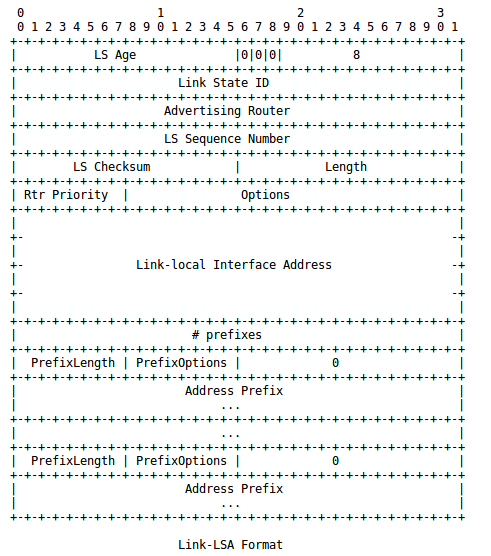 0                   1                   2                   3
 0 1 2 3 4 5 6 7 8 9 0 1 2 3 4 5 6 7 8 9 0 1 2 3 4 5 6 7 8 9 0 1
+-+-+-+-+-+-+-+-+-+-+-+-+-+-+-+-+-+-+-+-+-+-+-+-+-+-+-+-+-+-+-+-+
|           LS Age              |0|0|0|          8              |
+-+-+-+-+-+-+-+-+-+-+-+-+-+-+-+-+-+-+-+-+-+-+-+-+-+-+-+-+-+-+-+-+
|                       Link State ID                           |
+-+-+-+-+-+-+-+-+-+-+-+-+-+-+-+-+-+-+-+-+-+-+-+-+-+-+-+-+-+-+-+-+
|                     Advertising Router                        |
+-+-+-+-+-+-+-+-+-+-+-+-+-+-+-+-+-+-+-+-+-+-+-+-+-+-+-+-+-+-+-+-+
|                     LS Sequence Number                        |
+-+-+-+-+-+-+-+-+-+-+-+-+-+-+-+-+-+-+-+-+-+-+-+-+-+-+-+-+-+-+-+-+
|        LS Checksum            |            Length             |
+-+-+-+-+-+-+-+-+-+-+-+-+-+-+-+-+-+-+-+-+-+-+-+-+-+-+-+-+-+-+-+-+
| Rtr Priority  |                Options                        |
+-+-+-+-+-+-+-+-+-+-+-+-+-+-+-+-+-+-+-+-+-+-+-+-+-+-+-+-+-+-+-+-+
|                                                               |
+-                                                             -+
|                                                               |
+-                Link-local Interface Address                 -+
|                                                               |
+-                                                             -+
|                                                               |
+-+-+-+-+-+-+-+-+-+-+-+-+-+-+-+-+-+-+-+-+-+-+-+-+-+-+-+-+-+-+-+-+
|                         # prefixes                            |
+-+-+-+-+-+-+-+-+-+-+-+-+-+-+-+-+-+-+-+-+-+-+-+-+-+-+-+-+-+-+-+-+
|  PrefixLength | PrefixOptions |             0                 |
+-+-+-+-+-+-+-+-+-+-+-+-+-+-+-+-+-+-+-+-+-+-+-+-+-+-+-+-+-+-+-+-+
|                        Address Prefix                         |
|                             ...                               |
+-+-+-+-+-+-+-+-+-+-+-+-+-+-+-+-+-+-+-+-+-+-+-+-+-+-+-+-+-+-+-+-+
|                             ...                               |
+-+-+-+-+-+-+-+-+-+-+-+-+-+-+-+-+-+-+-+-+-+-+-+-+-+-+-+-+-+-+-+-+
|  PrefixLength | PrefixOptions |             0                 |
+-+-+-+-+-+-+-+-+-+-+-+-+-+-+-+-+-+-+-+-+-+-+-+-+-+-+-+-+-+-+-+-+
|                        Address Prefix                         |
|                             ...                               |
+-+-+-+-+-+-+-+-+-+-+-+-+-+-+-+-+-+-+-+-+-+-+-+-+-+-+-+-+-+-+-+-+
                        Link-LSA Format